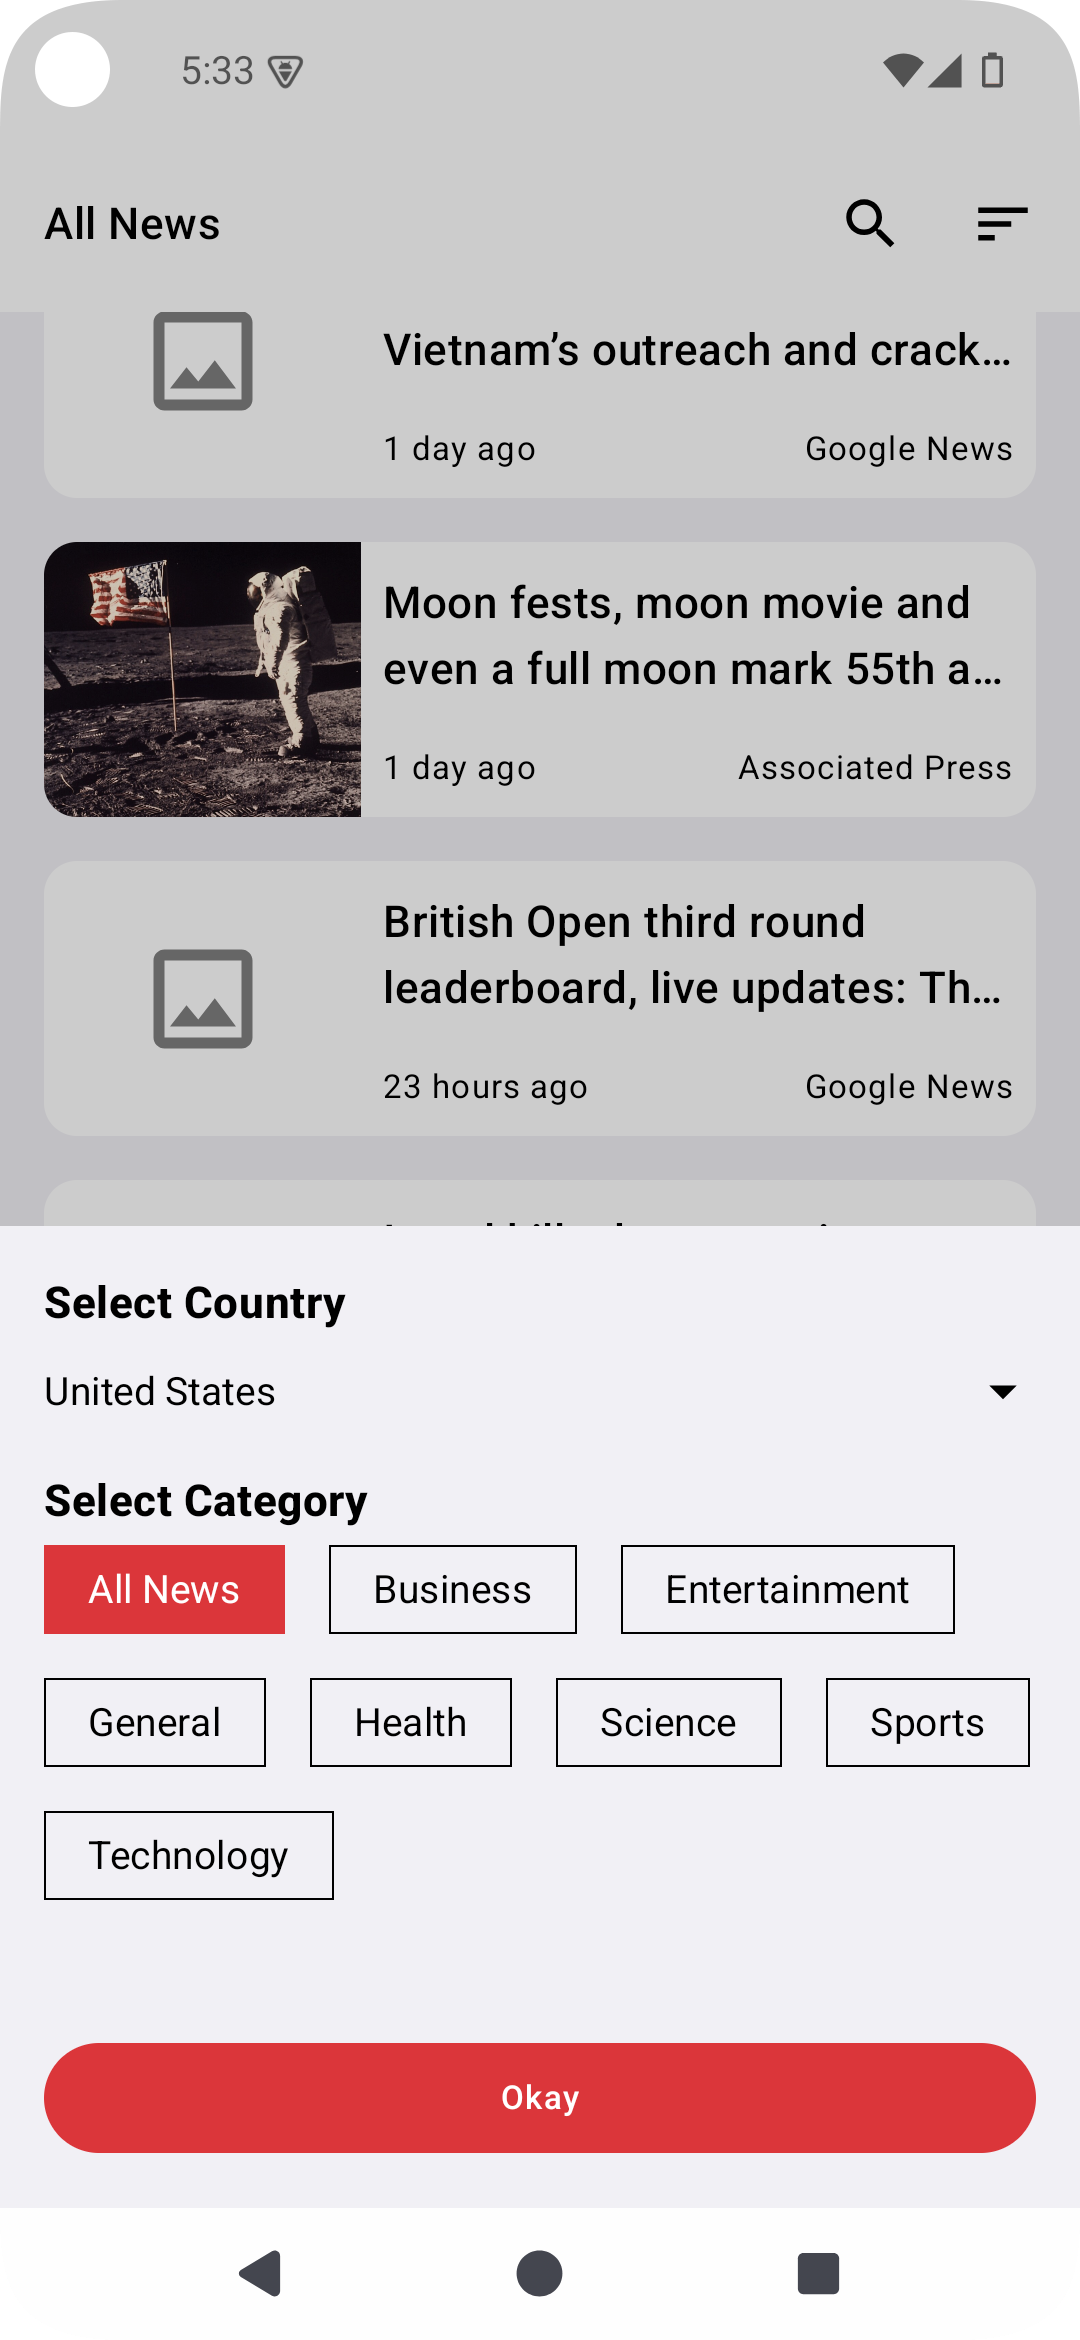 5:33
All News
Vietnam’s outreach and crack...
1 day ago Google News
Moon fests, moon movie and
even a full moon mark 55th a...
1 day ago Associated Press
British Open third round
leaderboard, live updates: Th...
23 hours ago Google News
Select Country
United States
Select Category
All News Business Entertainment
General Health Science Sports
Technology
Okay